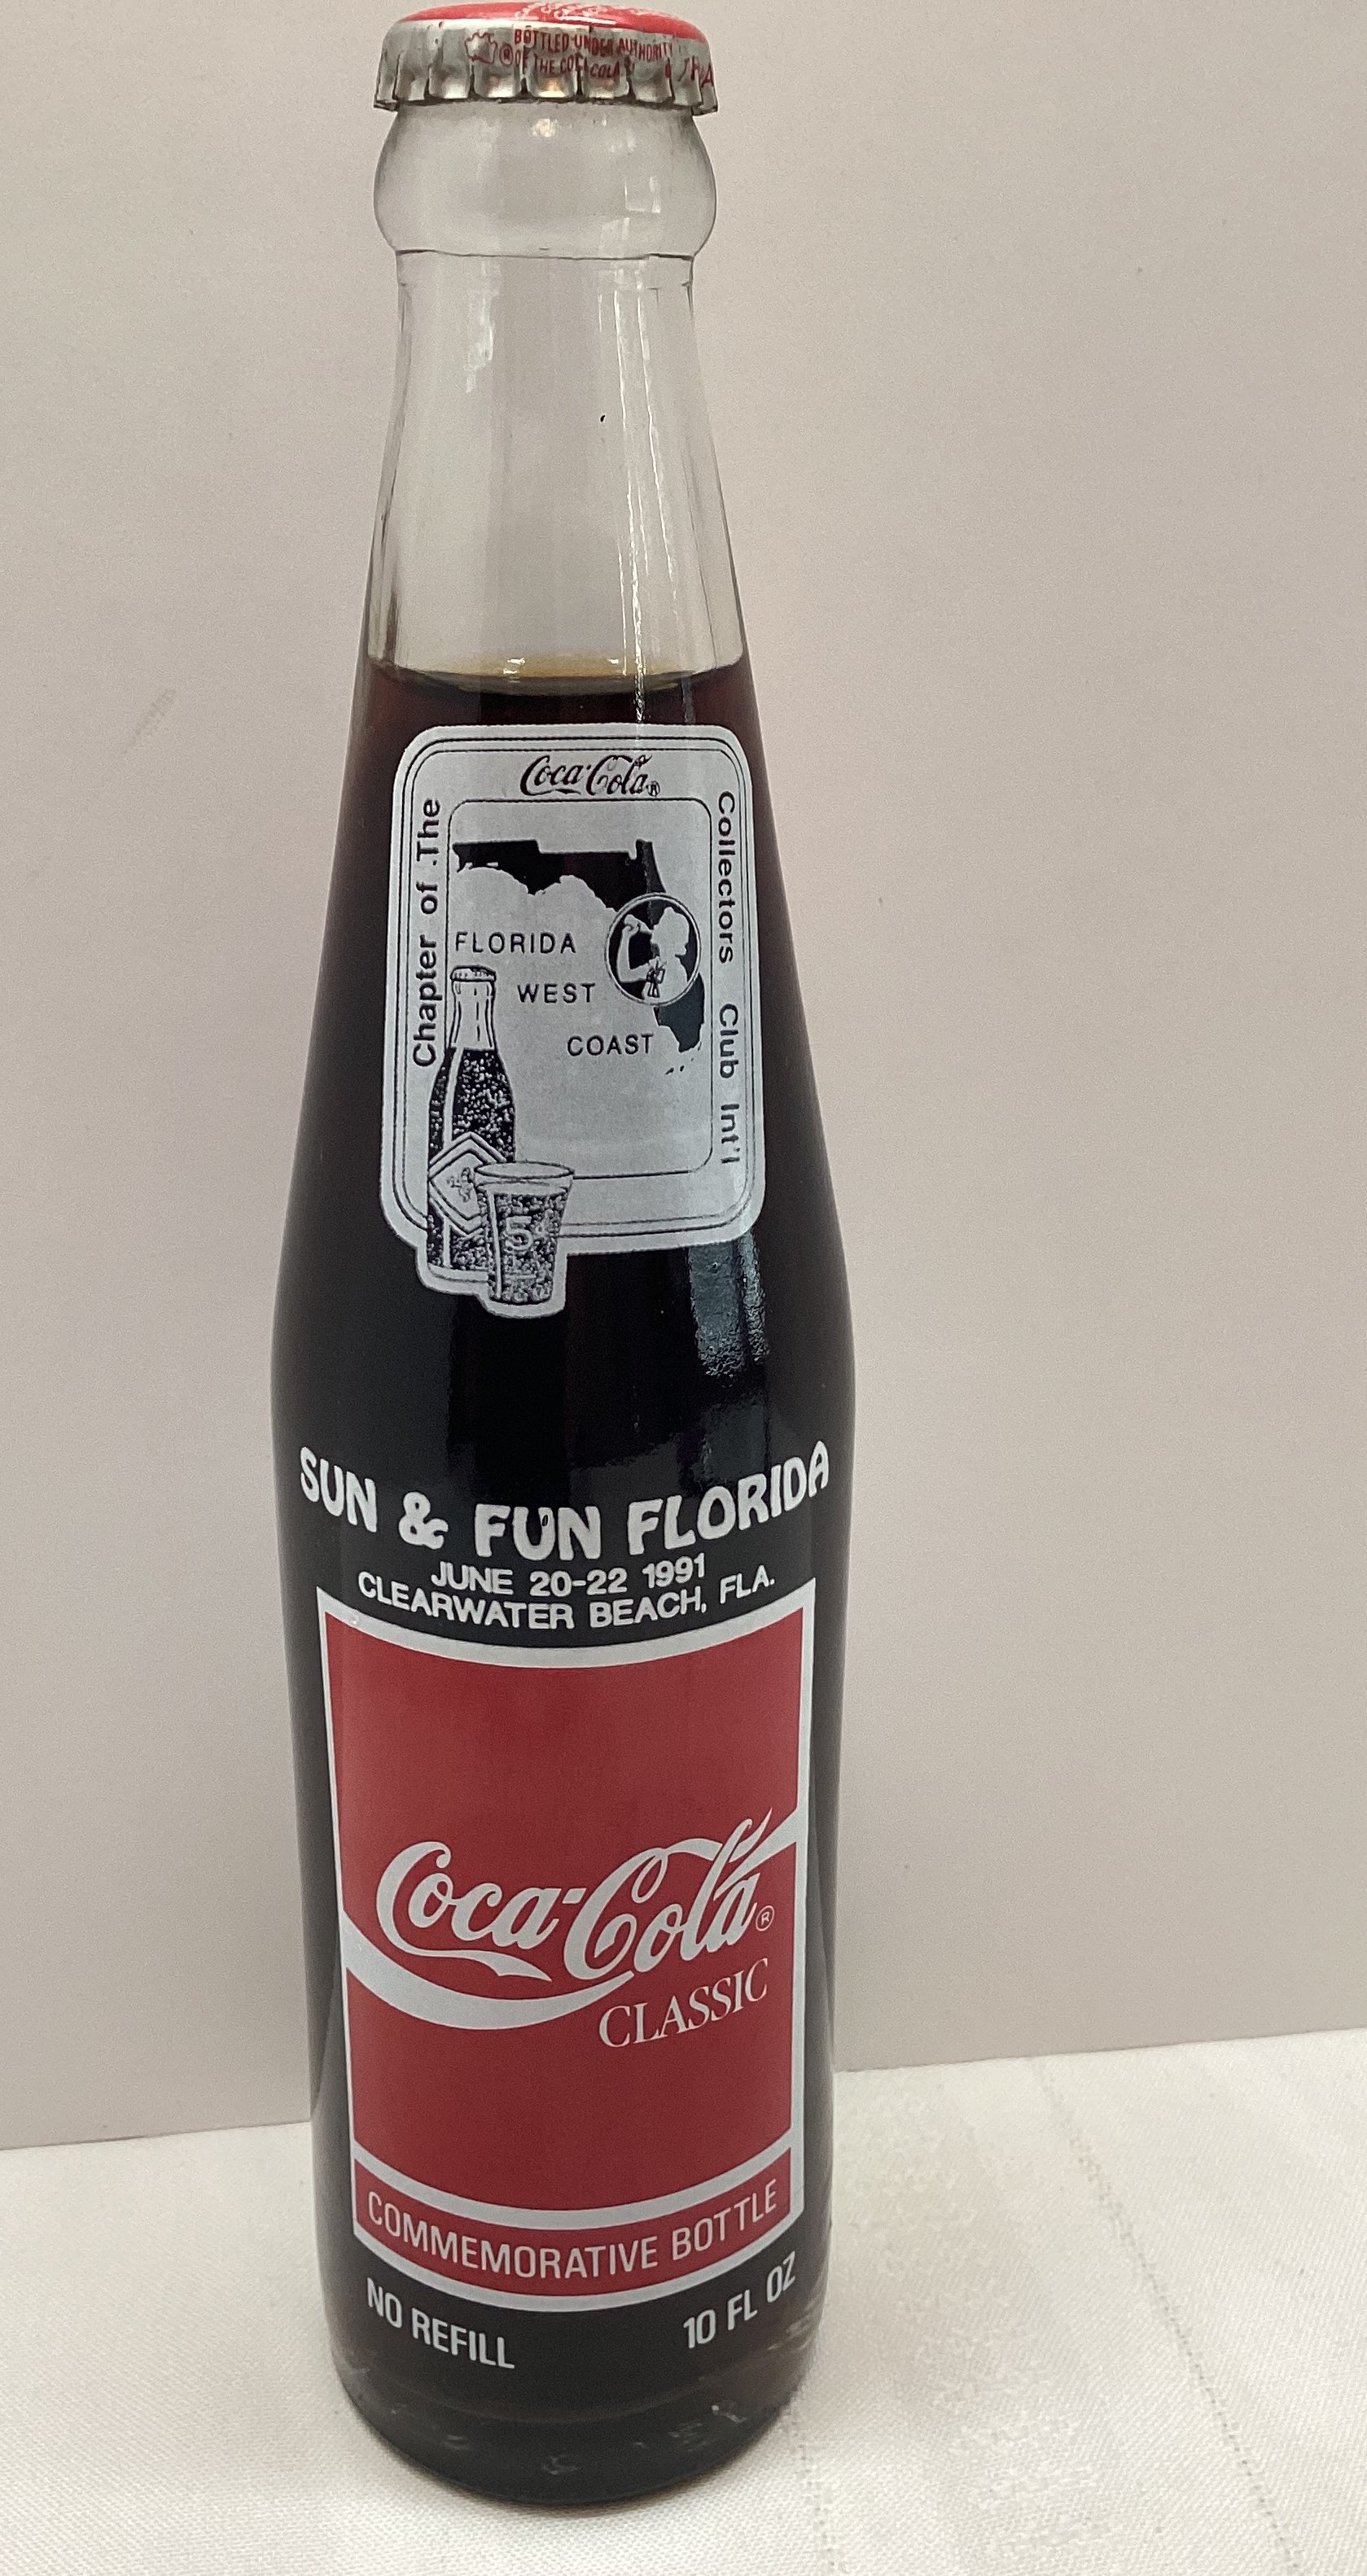 ® BOTTLED UNDER AUTHORITY
OF THE COCA-COLA
Coca-Cola®
Chapter of The
Collectors Club Int'l
FLORIDA
WEST
COAST
5
SUN & FUN FLORIDA
JUNE 20-22 1991
CLEARWATER BEACH, FLA.
Coca-Cola®
CLASSIC
COMMEMORATIVE BOTTLE
NO REFILL
10 FL OZ